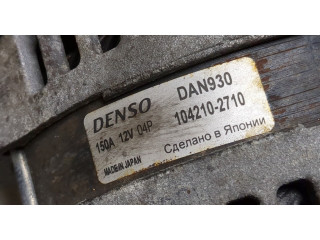 DENSO DAN930
150A 12V 04P 104210-2710
MADE IN JAPAN Сделано в Японии